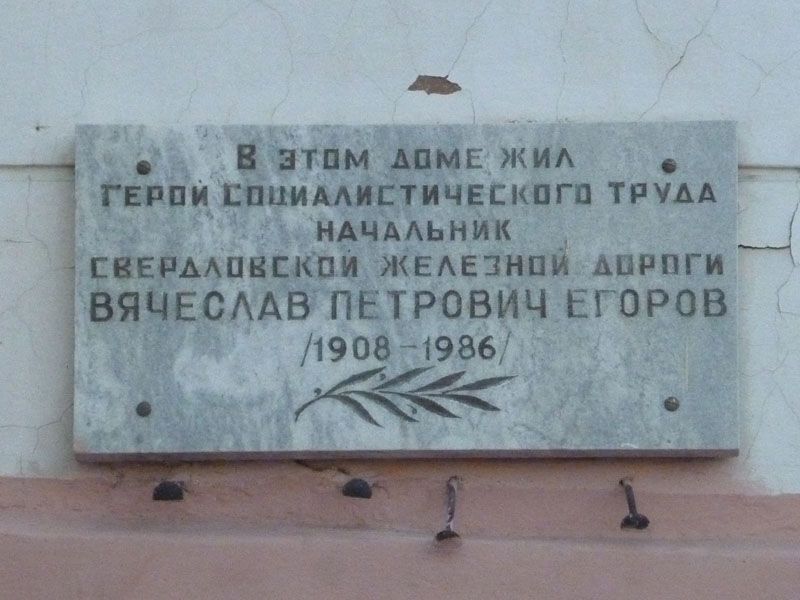 В ЭТОМ ДОМЕ ЖИЛ
ГЕРОЙ СОЦИАЛИСТИЧЕСКОГО ТРУДА
НАЧАЛЬНИК
СВЕРДЛОВСКОЙ ЖЕЛЕЗНОЙ ДОРОГИ
ВЯЧЕСЛАВ ПЕТРОВИЧ ЕГОРОВ
/1908-1986/